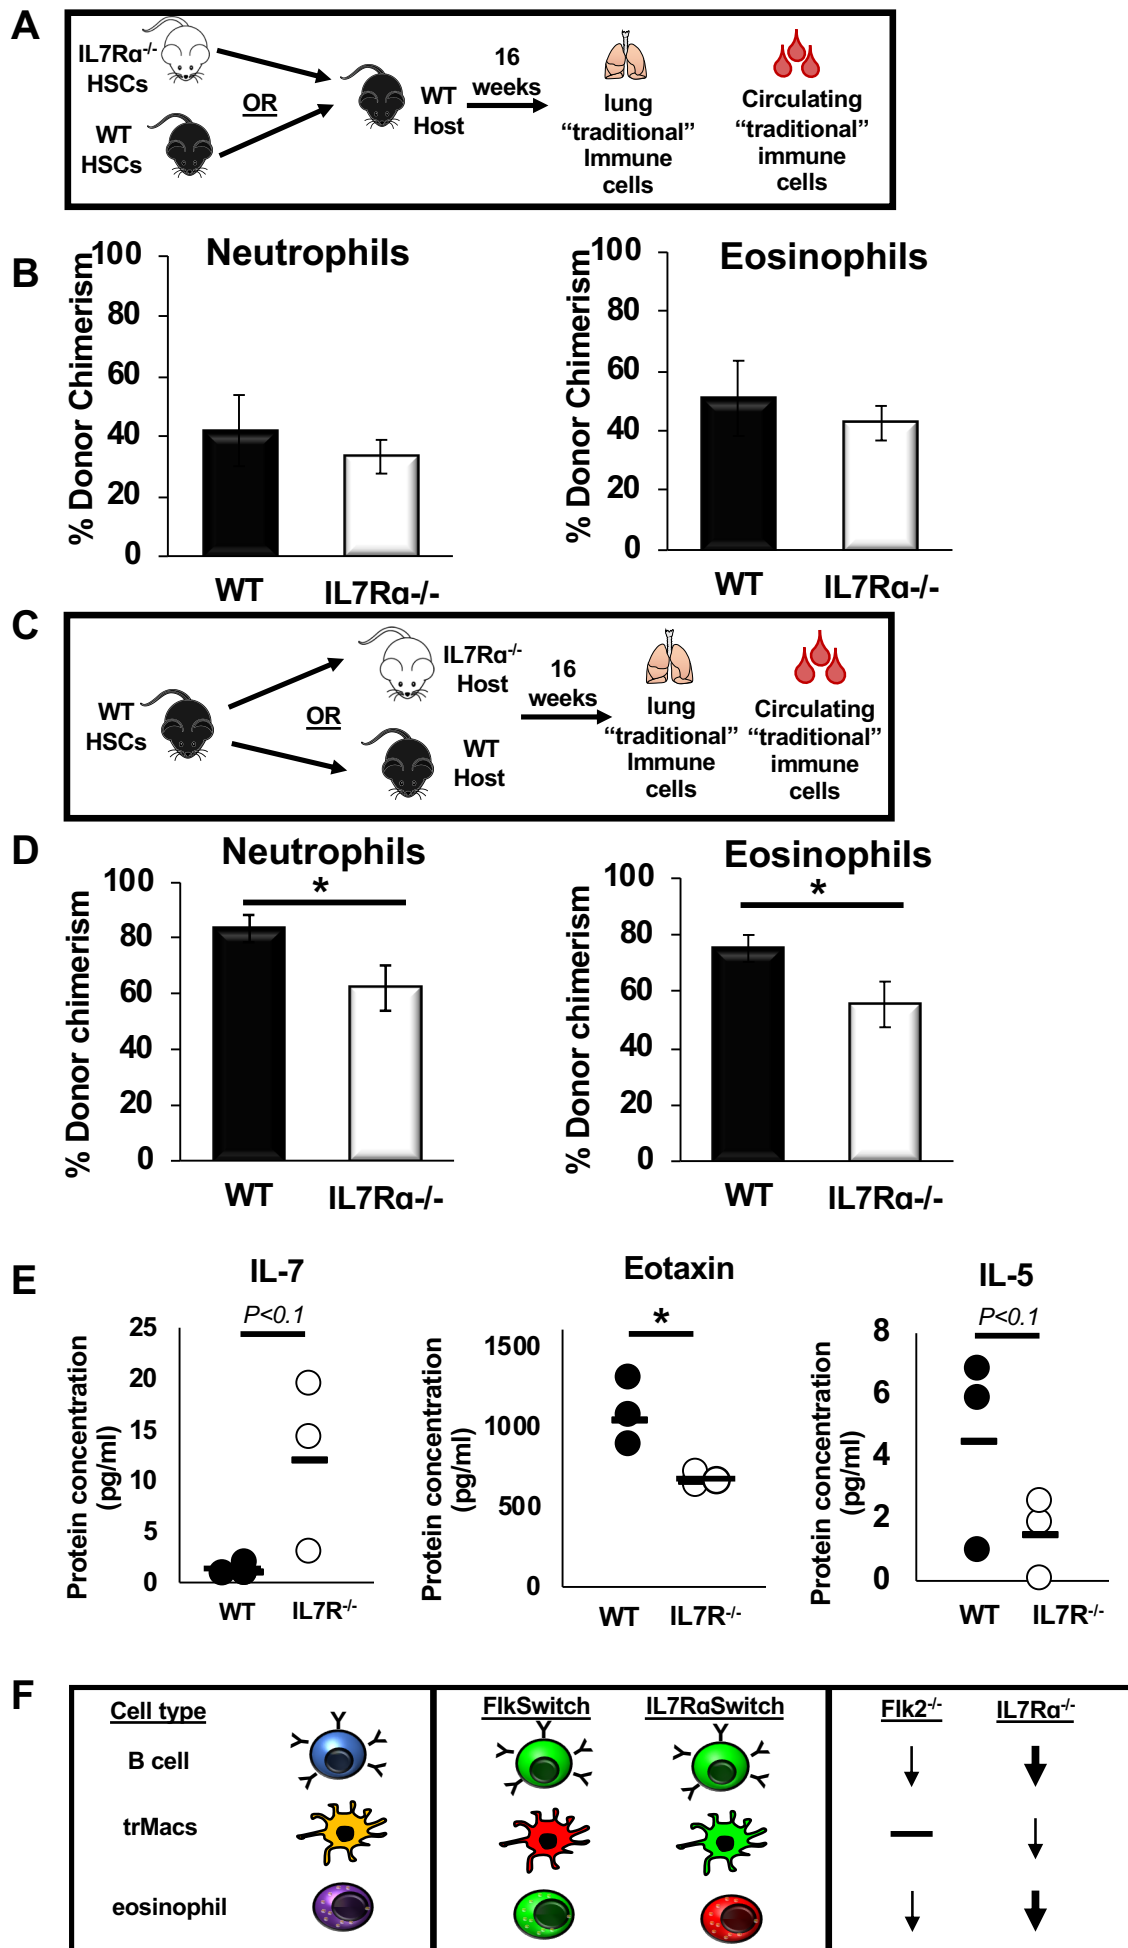 A
IL7Rα-/-
HSCs
OR
WT
HSCs
WT
Host
16
weeks
lung
“traditional”
Immune
cells
Circulating
“traditional”
immune
cells
B
Neutrophils
% Donor Chimerism
100
80
60
40
20
0
WT
IL7Rα-/-
Eosinophils
% Donor Chimerism
100
80
60
40
20
0
WT
IL7Rα-/-
C
WT
HSCs
IL7Rα-/-
Host
OR
WT
Host
16
weeks
lung
“traditional”
Immune
cells
Circulating
“traditional”
immune
cells
D
Neutrophils
% Donor chimerism
100
80
60
40
20
0
*
WT
IL7Rα-/-
Eosinophils
% Donor chimerism
100
80
60
40
20
0
*
WT
IL7Rα-/-
E
IL-7
P<0.1
Protein concentration
(pg/ml)
25
20
15
10
5
0
WT
IL7R-/-
Eotaxin
*
Protein concentration
(pg/ml)
1500
1000
500
0
WT
IL7R-/-
IL-5
P<0.1
Protein concentration
(pg/ml)
8
6
4
2
0
WT
IL7R-/-
F
Cell type
FlkSwitch
IL7RαSwitch
Flk2-/-
IL7Rα-/-
B cell
trMacs
eosinophil